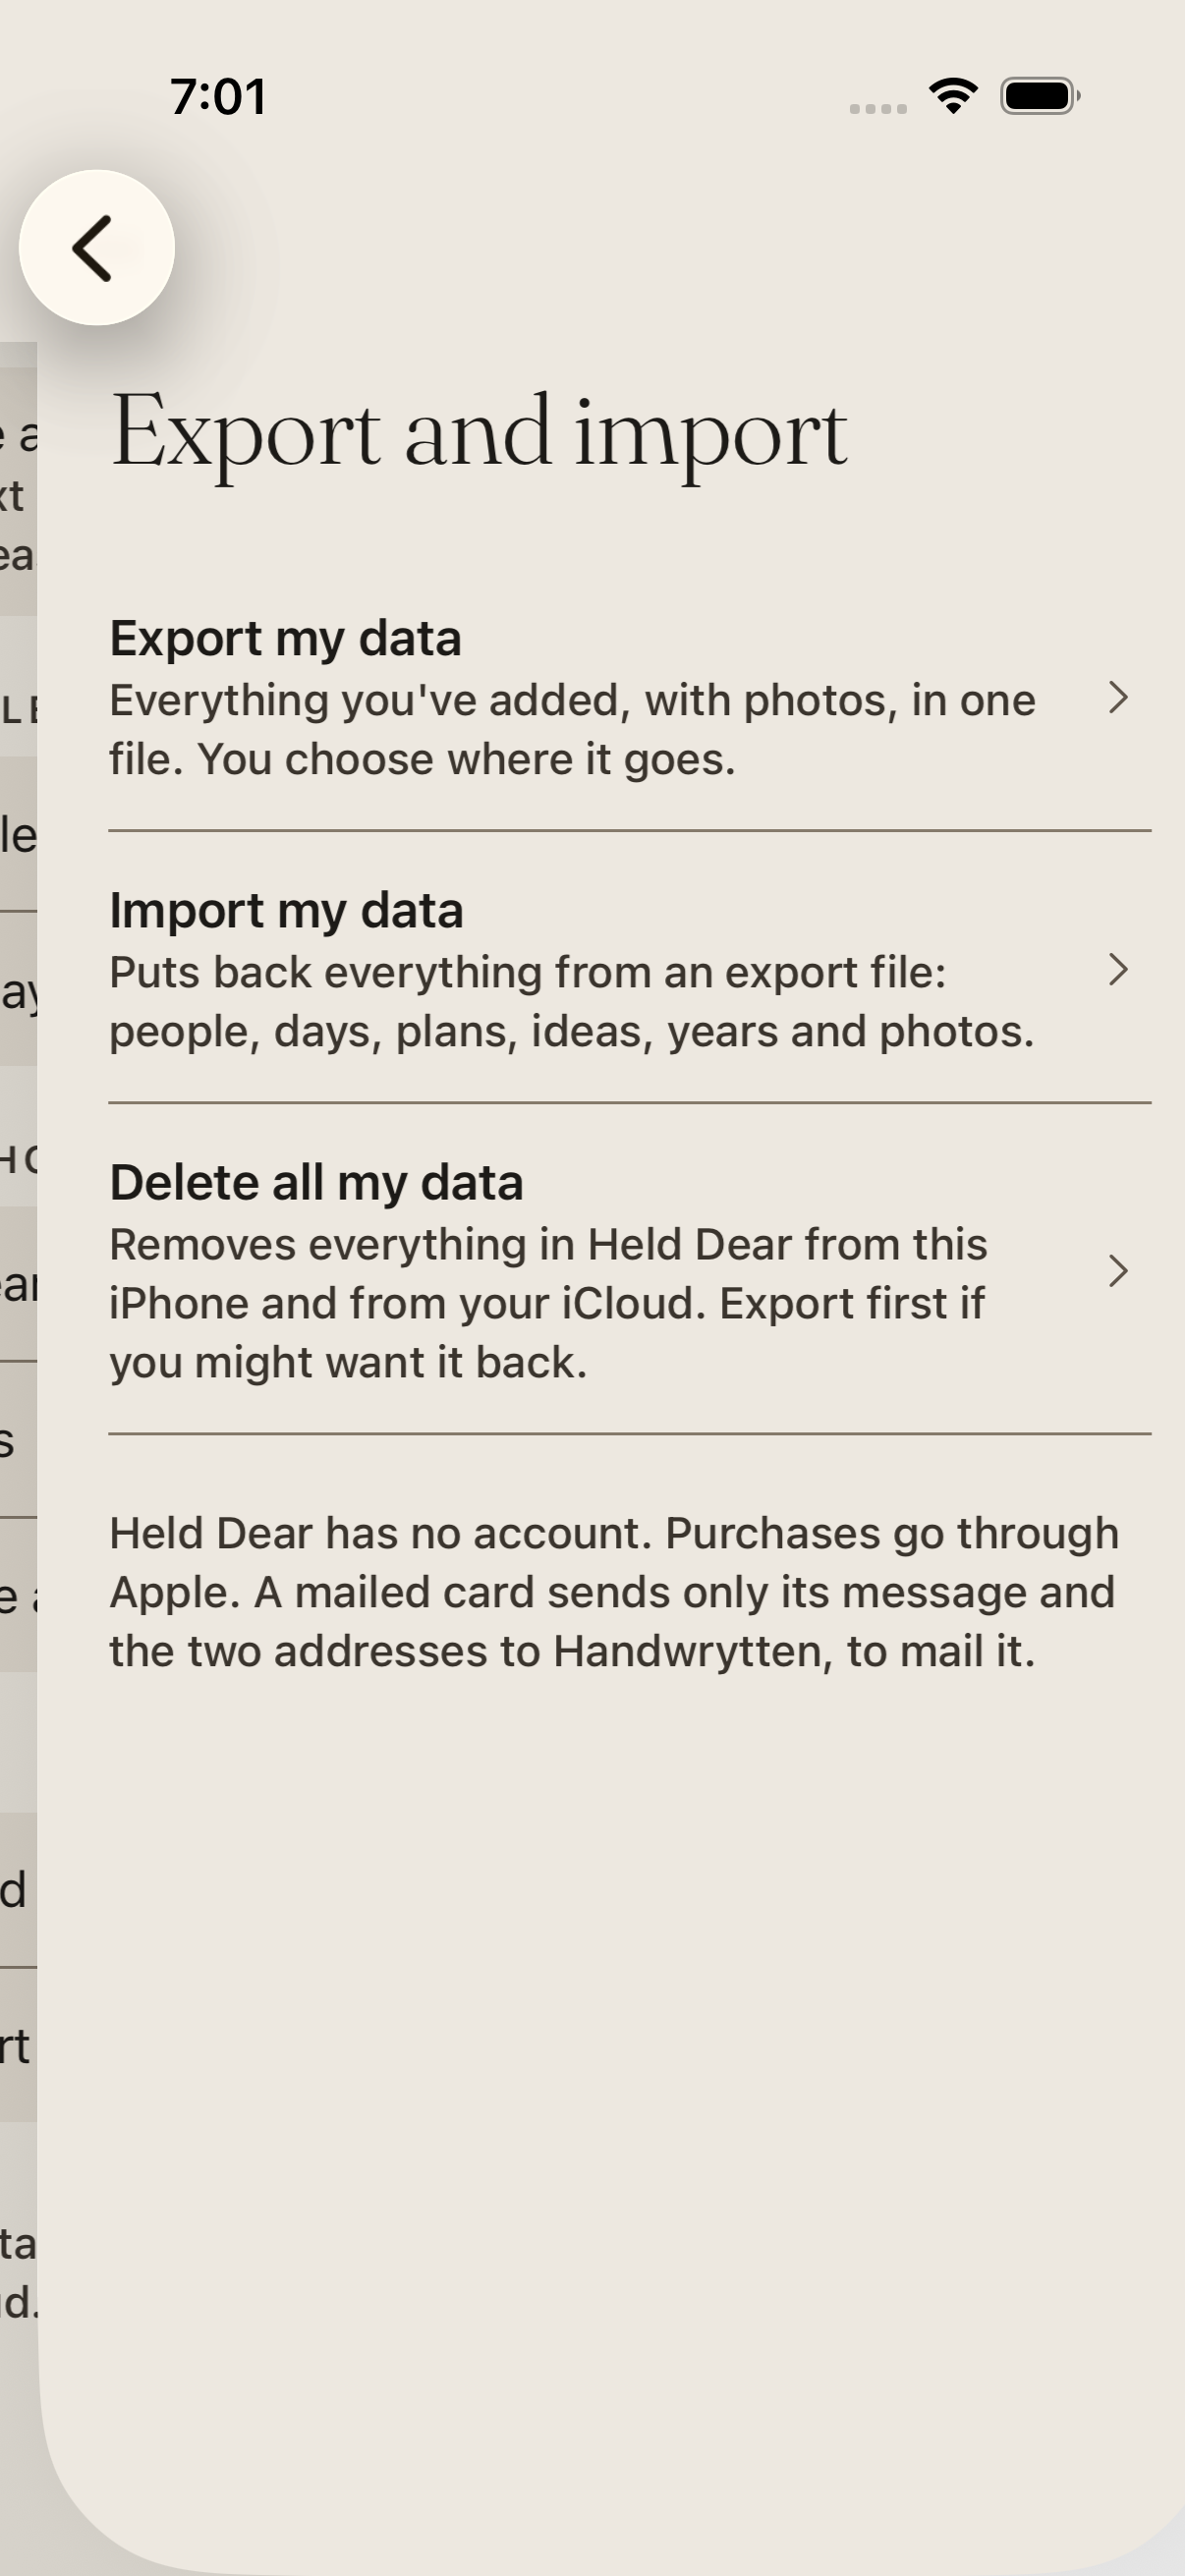 7:01
Export and import
Export my data
Everything you've added, with photos, in one
file. You choose where it goes.
Import my data
Puts back everything from an export file:
people, days, plans, ideas, years and photos.
Delete all my data
Removes everything in Held Dear from this
iPhone and from your iCloud. Export first if
you might want it back.
Held Dear has no account. Purchases go through
Apple. A mailed card sends only its message and
the two addresses to Handwrytten, to mail it.